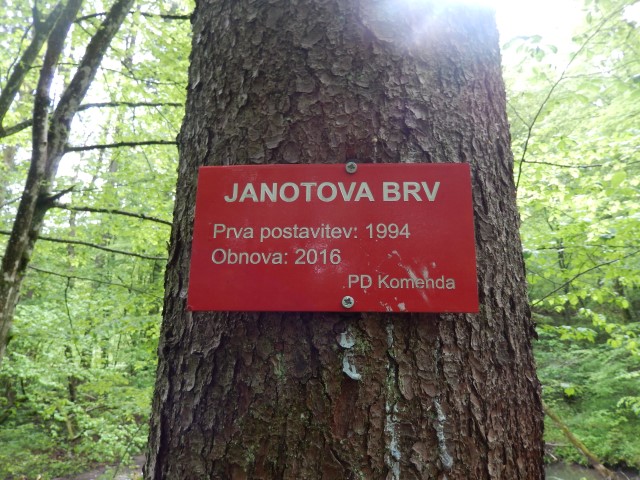 JANOTOVA BRV
Prva postavitev: 1994
Obnova: 2016
PD Komenda